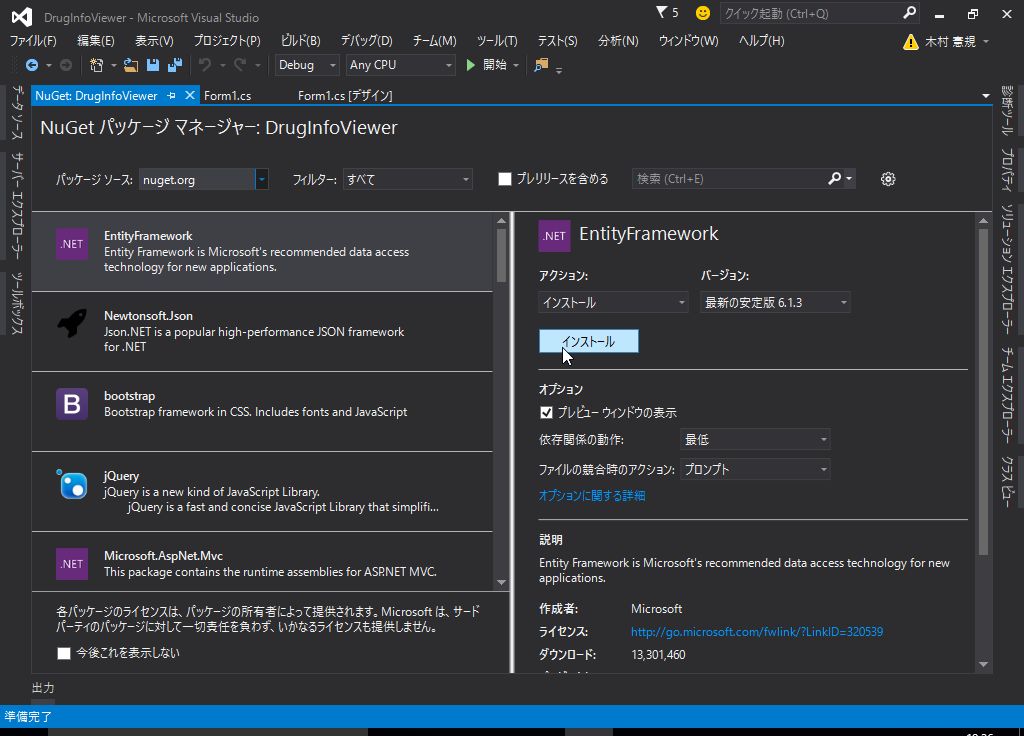 DrugInfoViewer - Microsoft Visual Studio
5
クイック起動 (Ctrl+Q)
ファイル(F) 編集(E) 表示(V) プロジェクト(P) ビルド(B) デバッグ(D) チーム(M) ツール(T) テスト(S) 分析(N) ウィンドウ(W) ヘルプ(H)
木村 憲規
Debug Any CPU 開始
データ ソース
サーバー エクスプローラー
ツールボックス
NuGet: DrugInfoViewer Form1.cs Form1.cs [デザイン]
NuGet パッケージ マネージャー: DrugInfoViewer
パッケージ ソース: nuget.org フィルター: すべて プレリリースを含める 検索 (Ctrl+E)
.NET
EntityFramework
Entity Framework is Microsoft's recommended data access
technology for new applications.
Newtonsoft.Json
Json.NET is a popular high-performance JSON framework
for .NET
B
bootstrap
Bootstrap framework in CSS. Includes fonts and JavaScript
jQuery
jQuery is a new kind of JavaScript Library.
jQuery is a fast and concise JavaScript Library that simplifi...
.NET
Microsoft.AspNet.Mvc
This package contains the runtime assemblies for ASP.NET MVC.
各パッケージのライセンスは、パッケージの所有者によって提供されます。Microsoft は、サード
パーティのパッケージに対して一切責任を負わず、いかなるライセンスも提供しません。
今後これを表示しない
.NET
EntityFramework
アクション: バージョン:
インストール 最新の安定版 6.1.3
インストール
オプション
プレビュー ウィンドウの表示
依存関係の動作: 最低
ファイルの競合時のアクション: プロンプト
オプションに関する詳細
説明
Entity Framework is Microsoft's recommended data access technology for new
applications.
作成者: Microsoft
ライセンス: http://go.microsoft.com/fwlink/?LinkID=320539
ダウンロード: 13,301,460
診断ツール
プロパティ
ソリューション エクスプローラー
チーム エクスプローラー
クラス ビュー
出力
準備完了